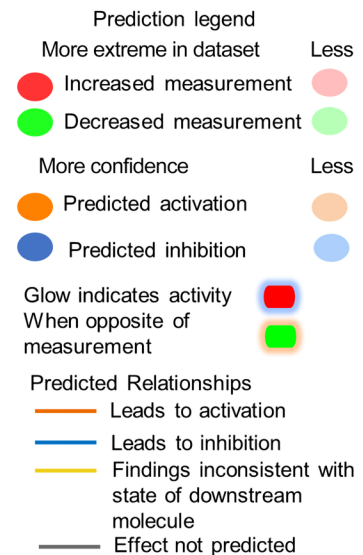 Prediction legend
More extreme in dataset Less
Increased measurement
Decreased measurement
More confidence Less
Predicted activation
Predicted inhibition
Glow indicates activity
When opposite of
measurement
Predicted Relationships
Leads to activation
Leads to inhibition
Findings inconsistent with
state of downstream
molecule
Effect not predicted